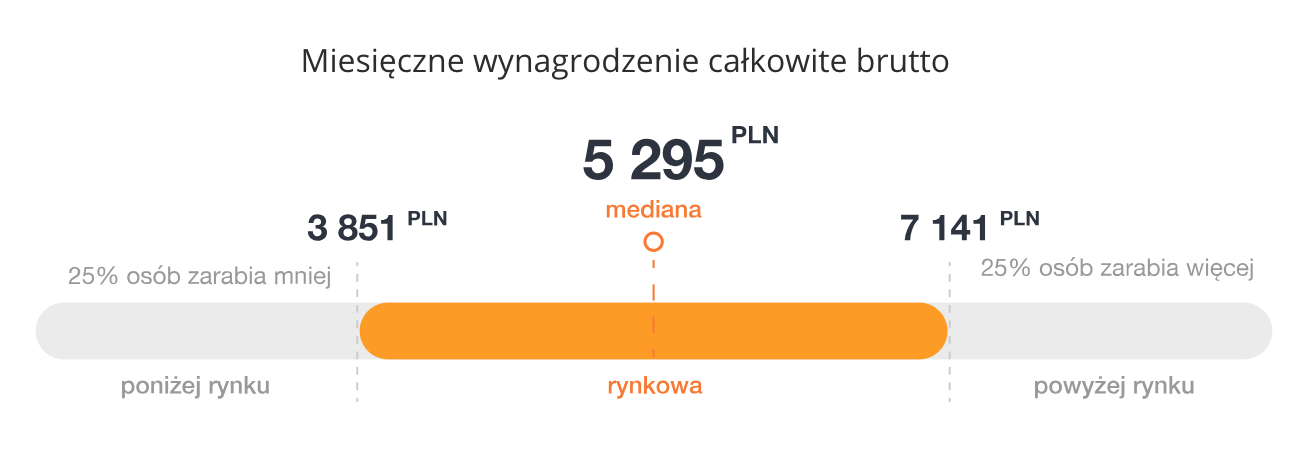 Miesięczne wynagrodzenie całkowite brutto
5 295 PLN
mediana
3 851 PLN
7 141 PLN
25% osób zarabia mniej
25% osób zarabia więcej
poniżej rynku
rynkowa
powyżej rynku